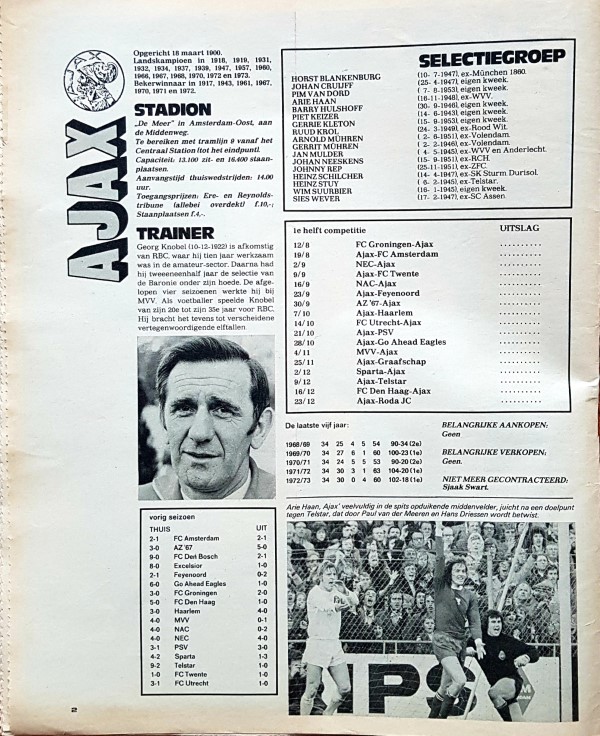 AJAX
AJAX
Opgericht 18 maart 1900.
Landskampioen in 1918, 1919, 1931,
1932, 1934, 1937, 1939, 1947, 1957, 1960,
1966, 1967, 1968, 1970, 1972 en 1973.
Bekerwinnaar in 1917, 1943, 1961, 1967,
1970, 1971 en 1972.
STADION
„De Meer” in Amsterdam-Oost, aan
de Middenweg.
Te bereiken met tramlijn 9 vanaf het
Centraal Station (tot het eindpunt).
Capaciteit: 13.100 zit- en 16.400 staan-
plaatsen.
Aanvangstijd thuiswedstrijden: 14.00
uur.
Toegangsprijzen: Ere- en Reynolds-
tribune (allebei overdekt) f.10,-;
Staanplaatsen f.4,-.
TRAINER
Georg Knobel (10-12-1922) is afkomstig
van RBC, waar hij tien jaar werkzaam
was in de amateur-sector. Daarna had
hij tweeeneenhalf jaar de selectie van
de Baronie onder zijn hoede. De afge-
lopen vier seizoenen werkte hij bij
MVV. Als voetballer speelde Knobel
van zijn 20e tot zijn 35e jaar voor RBC.
Hij bracht het tevens tot verscheidene
vertegenwoordigende elftallen.
vorig seizoen
THUIS UIT
2-1 FC Amsterdam 2-1
3-0 AZ '67 5-0
9-0 FC Den Bosch 2-1
8-0 Excelsior 1-0
2-1 Feyenoord 0-2
6-0 Go Ahead Eagles 1-0
3-0 FC Groningen 2-0
5-0 FC Den Haag 1-0
3-0 Haarlem 4-0
4-0 MVV 0-1
4-0 NAC 0-2
4-0 NEC 4-0
3-1 PSV 3-0
4-2 Sparta 1-3
9-2 Telstar 1-0
1-0 FC Twente 1-0
3-1 FC Utrecht 1-0
SELECTIEGROEP
HORST BLANKENBURG (10- 7-1947), ex-München 1860.
JOHAN CRUIJFF (25- 4-1947), eigen kweek.
PIM VAN DORD ( 7- 8-1953), eigen kweek.
ARIE HAAN (16-11-1948), ex-WVV.
BARRY HULSHOFF (30- 9-1946), eigen kweek.
PIET KEIZER (14- 6-1943), eigen kweek.
GERRIE KLETON (15- 9-1953), eigen kweek.
RUUD KROL (24- 3-1949), ex-Rood Wit.
ARNOLD MÜHREN ( 2- 6-1951), ex-Volendam.
GERRIT MÜHREN ( 2- 2-1946), ex-Volendam.
JAN MULDER ( 4- 5-1945), ex-WVV en Anderlecht.
JOHAN NEESKENS (15- 9-1951), ex-RCH.
JOHNNY REP (25-11-1951), ex-ZFC.
HEINZ SCHILCHER (14- 4-1947), ex-SK Sturm Durisol.
HEINZ STUY ( 6- 2-1945), ex-Telstar.
WIM SUURBIER (16- 1-1945), eigen kweek.
SIES WEVER (17- 2-1947), ex-SC Assen.
1e helft competitie UITSLAG
12/8 FC Groningen-Ajax ..........
19/8 Ajax-FC Amsterdam ..........
2/9 NEC-Ajax ..........
9/9 Ajax-FC Twente ..........
16/9 NAC-Ajax ..........
23/9 Ajax-Feyenoord ..........
30/9 AZ '67-Ajax ..........
7/10 Ajax-Haarlem ..........
14/10 FC Utrecht-Ajax ..........
21/10 Ajax-PSV ..........
28/10 Ajax-Go Ahead Eagles ..........
4/11 MVV-Ajax ..........
25/11 Ajax-Graafschap ..........
2/12 Sparta-Ajax ..........
9/12 Ajax-Telstar ..........
16/12 FC Den Haag-Ajax ..........
23/12 Ajax-Roda JC ..........
De laatste vijf jaar:
1968/69 34 25 4 5 54 90-34 (2e)
1969/70 34 27 6 1 60 100-23 (1e)
1970/71 34 24 5 5 53 90-20 (2e)
1971/72 34 30 3 1 63 104-20 (1e)
1972/73 34 30 0 4 60 102-18 (1e)
BELANGRIJKE AANKOPEN:
Geen
BELANGRIJKE VERKOPEN:
Geen.
NIET MEER GECONTRACTEERD:
Sjaak Swart.
Arie Haan, Ajax' veelvuldig in de spits opduikende middenvelder, juicht na een doelpunt
tegen Telstar, dat door Paul van der Meeren en Hans Driessen wordt betwist.
IPS
2